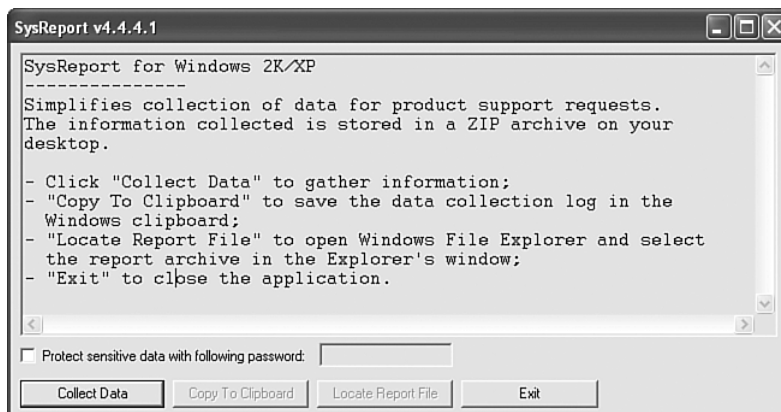 SysReport v4.4.4.1
SysReport for Windows 2K/XP
---------------
Simplifies collection of data for product support requests.
The information collected is stored in a ZIP archive on your
desktop.
- Click "Collect Data" to gather information;
- "Copy To Clipboard" to save the data collection log in the
Windows clipboard;
- "Locate Report File" to open Windows File Explorer and select
the report archive in the Explorer's window;
- "Exit" to close the application.
Protect sensitive data with following password:
Collect Data
Copy To Clipboard
Locate Report File
Exit